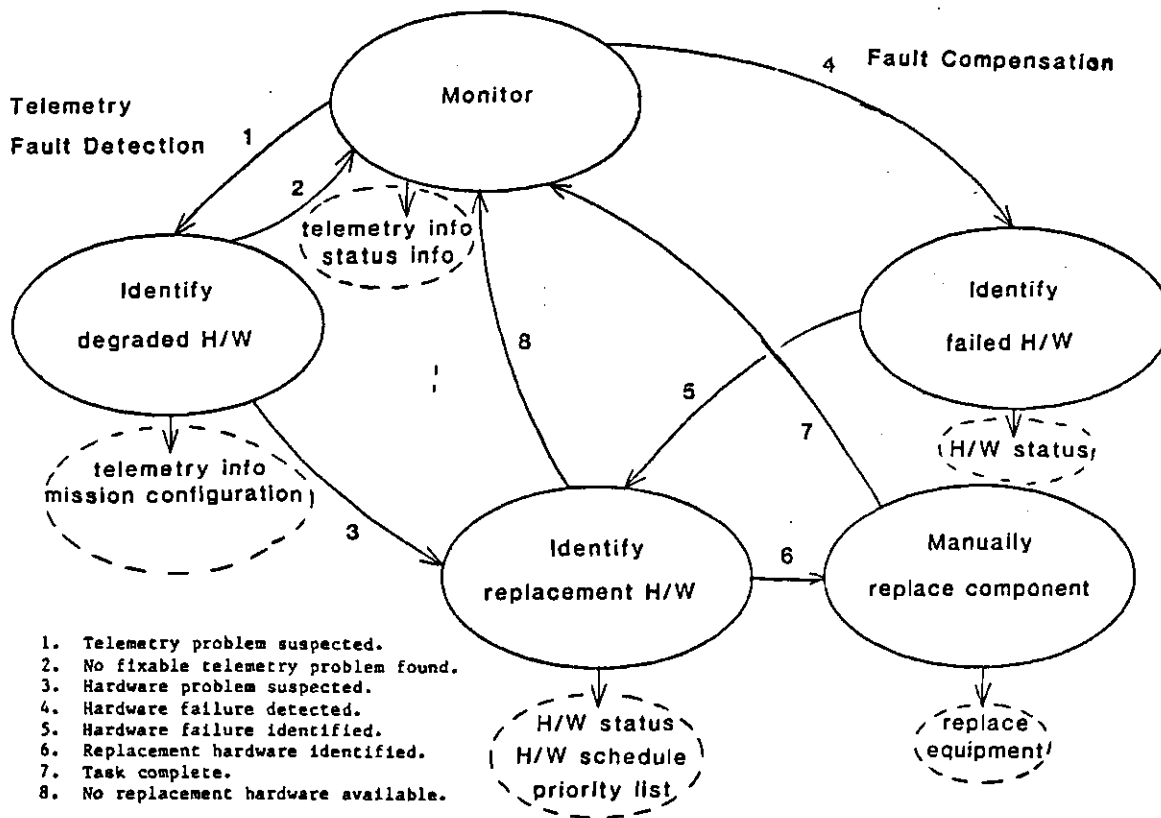 Telemetry
Fault Detection
Fault Compensation
Monitor
1
2
4
telemetry info
status info
Identify
degraded H/W
Identify
failed H/W
8
5
7
H/W status
telemetry info
mission configuration
3
Identify
replacement H/W
6
Manually
replace component
H/W status
H/W schedule
priority list
replace
equipment
1. Telemetry problem suspected.
2. No fixable telemetry problem found.
3. Hardware problem suspected.
4. Hardware failure detected.
5. Hardware failure identified.
6. Replacement hardware identified.
7. Task complete.
8. No replacement hardware available.